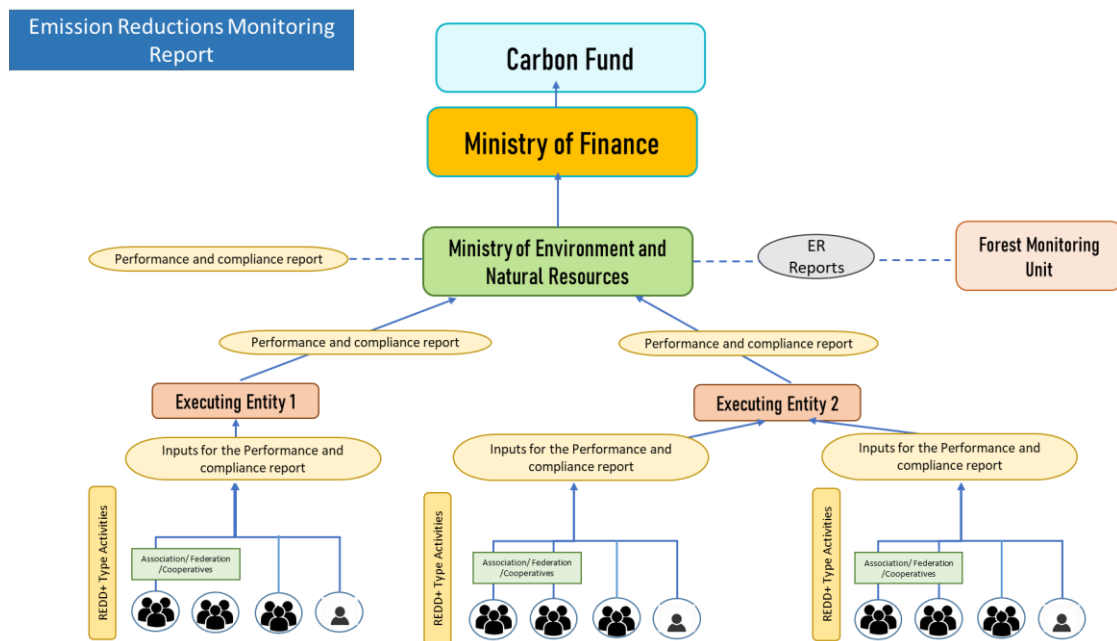 Emission Reductions Monitoring
Report
Carbon Fund
Ministry of Finance
Ministry of Environment and
Natural Resources
Performance and compliance report
ER
Reports
Forest Monitoring
Unit
Performance and compliance report
Performance and compliance report
Executing Entity 1
Executing Entity 2
Inputs for the Performance and
compliance report
Inputs for the Performance and
compliance report
Inputs for the Performance and
compliance report
REDD+ Type Activities
Association/ Federation
/Cooperatives
REDD+ Type Activities
Association/ Federation
/Cooperatives
REDD+ Type Activities
Association/ Federation
/Cooperatives